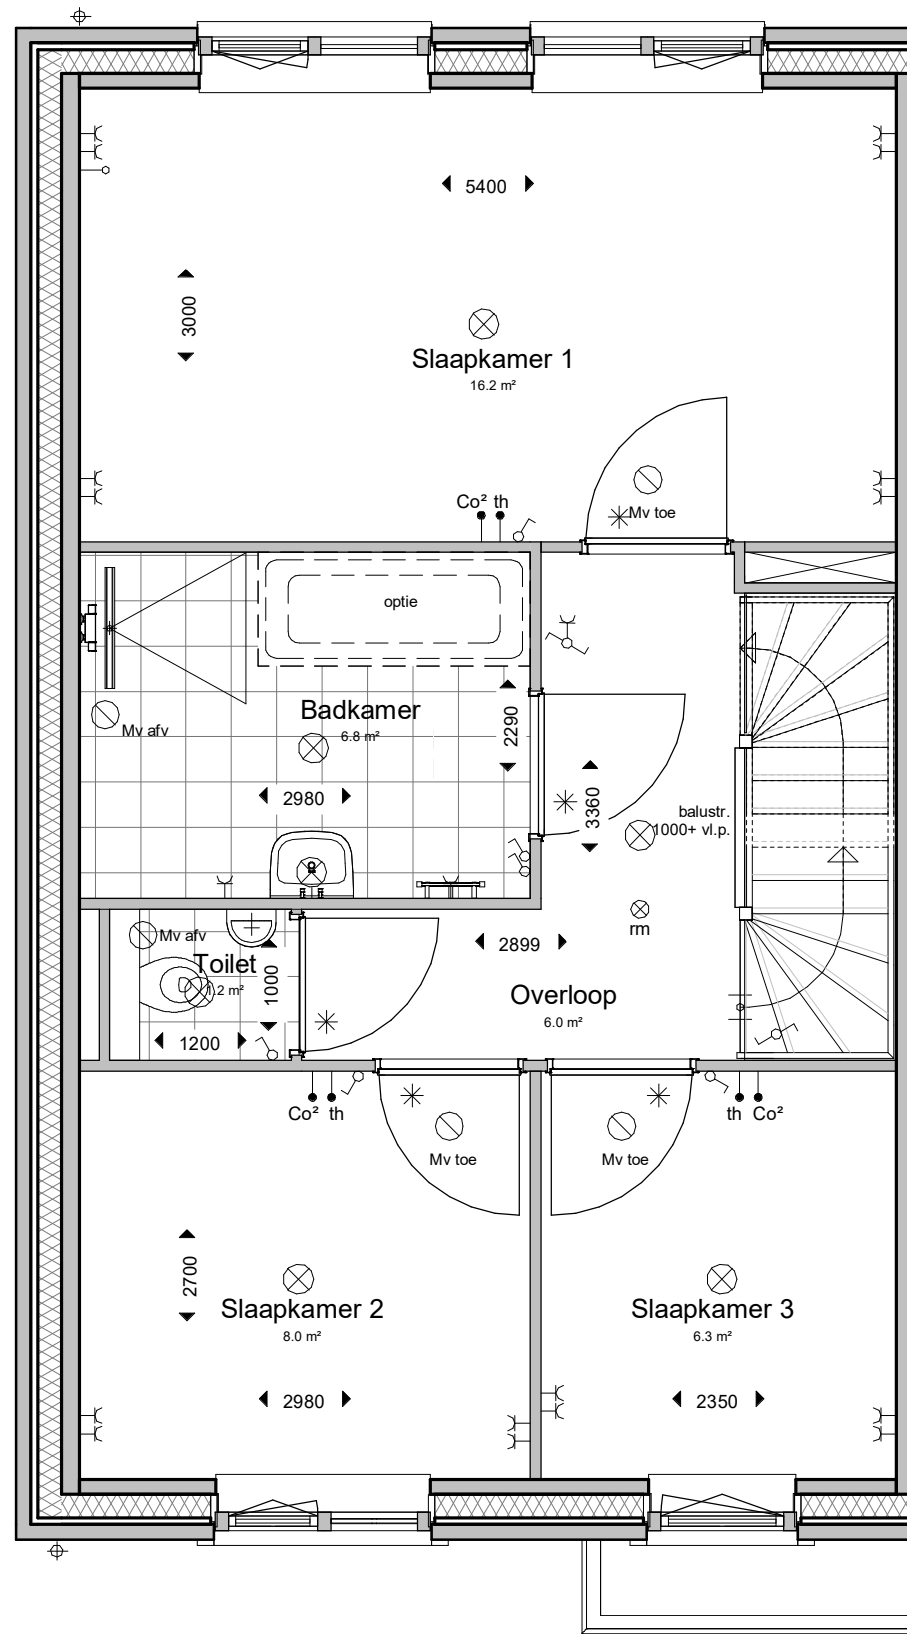 5400
3000
Slaapkamer 1
16.2 m²
Co² th
Mv toe
optie
Badkamer
6.8 m²
2290
Mv afv
2980
3360
balustr.
1000+ vl.p.
rm
Mv afv
Toilet
1.2 m²
1000
1200
2899
Overloop
6.0 m²
Co² th
Mv toe
Mv toe
th Co²
2700
Slaapkamer 2
8.0 m²
Slaapkamer 3
6.3 m²
2980
2350